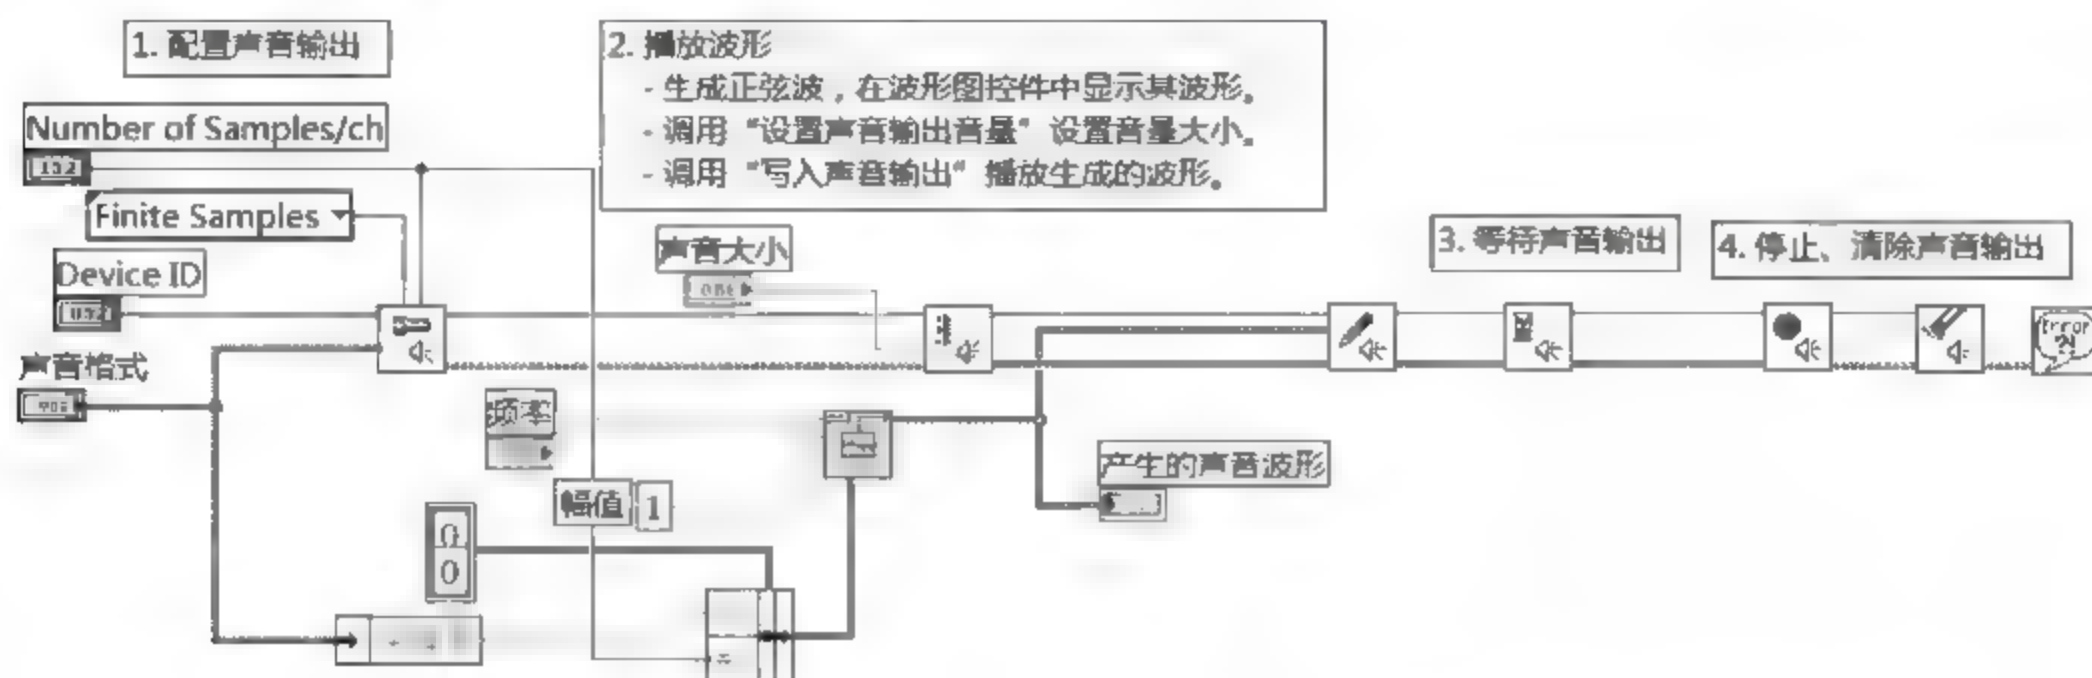 1. 配置声音输出
Number of Samples/ch
Finite Samples
Device ID
声音格式
2. 播放波形
- 生成正弦波，在波形图控件中显示其波形。
- 调用“设置声音输出音量”设置音量大小。
- 调用“写入声音输出”播放生成的波形。
声音大小
频率
幅值 1
0
0
产生的声音波形
3. 等待声音输出
4. 停止、清除声音输出
Error